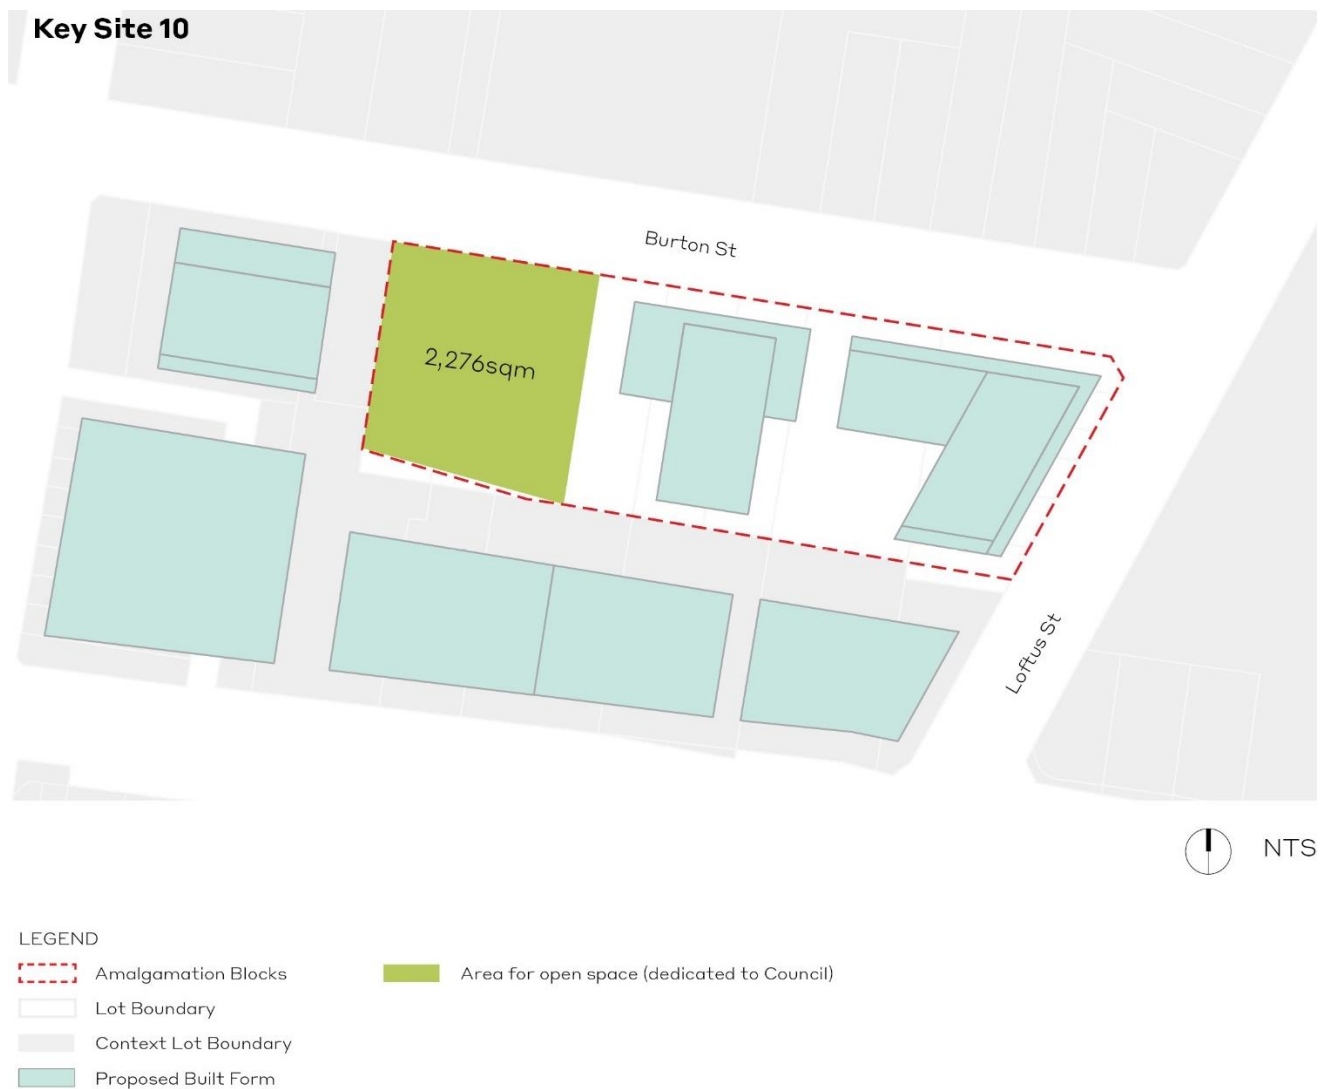 Key Site 10
Burton St
2,276sqm
Loftus St
NTS
LEGEND
Amalgamation Blocks
Area for open space (dedicated to Council)
Lot Boundary
Context Lot Boundary
Proposed Built Form